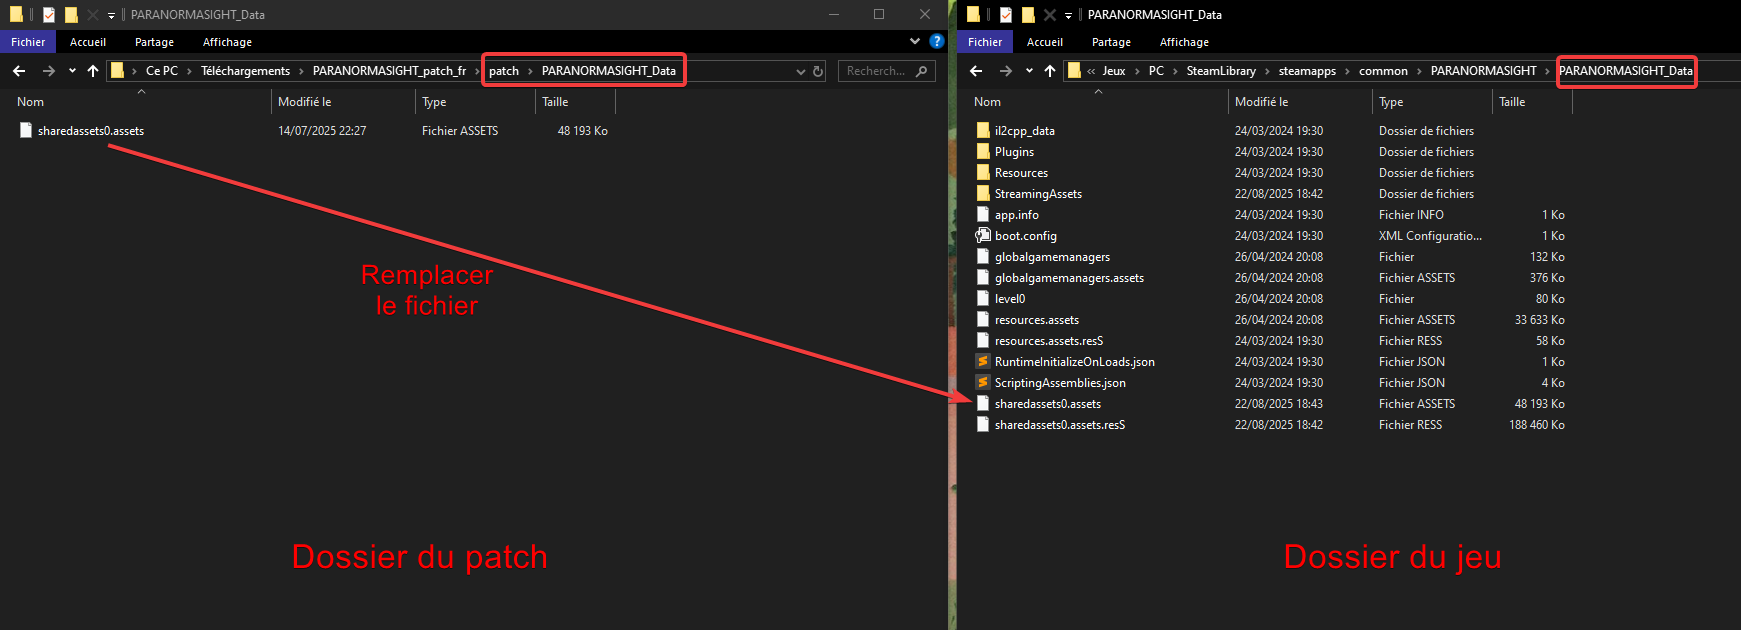 PARANORMASIGHT_Data
Fichier Accueil Partage Affichage
Ce PC Téléchargements PARANORMASIGHT_patch_fr patch PARANORMASIGHT_Data Recherc...
Nom Modifié le Type Taille
sharedassets0.assets 14/07/2025 22:27 Fichier ASSETS 48 193 Ko
Remplacer
le fichier
Dossier du patch
PARANORMASIGHT_Data
Fichier Accueil Partage Affichage
« Jeux PC SteamLibrary steamapps common PARANORMASIGHT PARANORMASIGHT_Data
Nom Modifié le Type Taille
il2cpp_data 24/03/2024 19:30 Dossier de fichiers
Plugins 24/03/2024 19:30 Dossier de fichiers
Resources 24/03/2024 19:30 Dossier de fichiers
StreamingAssets 22/08/2025 18:42 Dossier de fichiers
app.info 24/03/2024 19:30 Fichier INFO 1 Ko
boot.config 24/03/2024 19:30 XML Configuratio... 1 Ko
globalgamemanagers 26/04/2024 20:08 Fichier 132 Ko
globalgamemanagers.assets 26/04/2024 20:08 Fichier ASSETS 376 Ko
level0 26/04/2024 20:08 Fichier 80 Ko
resources.assets 26/04/2024 20:08 Fichier ASSETS 33 633 Ko
resources.assets.resS 24/03/2024 19:30 Fichier RESS 58 Ko
RuntimeInitializeOnLoads.json 24/03/2024 19:30 Fichier JSON 1 Ko
ScriptingAssemblies.json 24/03/2024 19:30 Fichier JSON 4 Ko
sharedassets0.assets 22/08/2025 18:43 Fichier ASSETS 48 193 Ko
sharedassets0.assets.resS 22/08/2025 18:42 Fichier RESS 188 460 Ko
Dossier du jeu